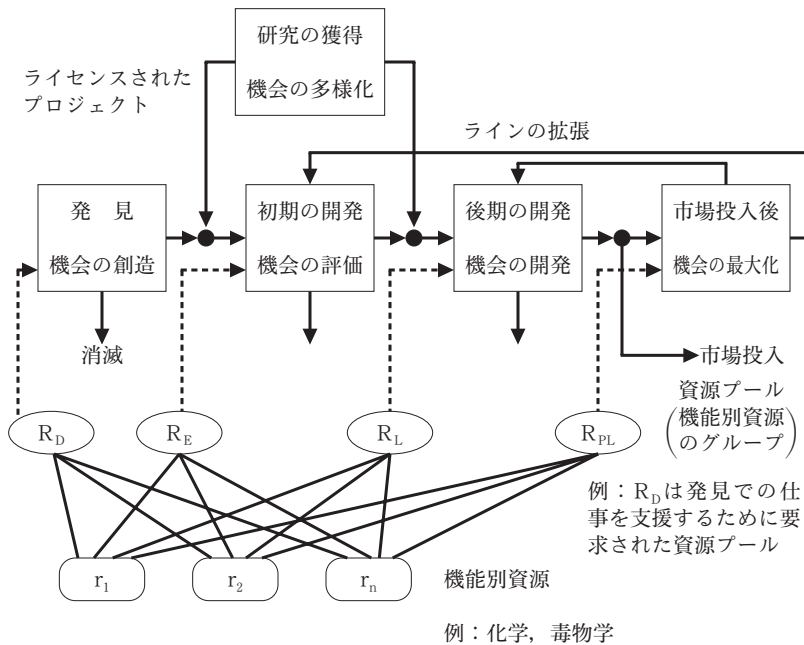 研究の獲得
機会の多様化
ライセンスされた
プロジェクト
ラインの拡張
発　見
機会の創造
初期の開発
機会の評価
後期の開発
機会の開発
市場投入後
機会の最大化
消滅
市場投入
資源プール
(機能別資源
のグループ)
R_D
R_E
R_L
R_PL
例：R_Dは発見での仕
事を支援するために要
求された資源プール
r_1
r_2
r_n
機能別資源
例：化学，毒物学